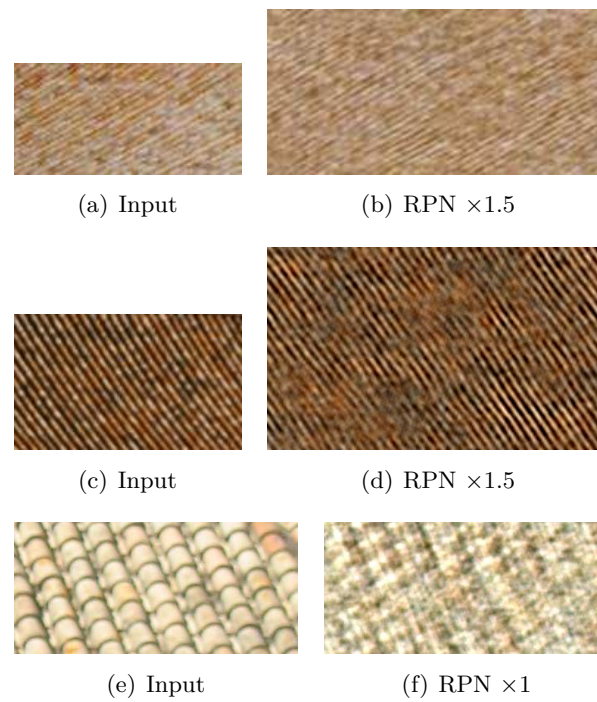 (a) Input
(b) RPN ×1.5
(c) Input
(d) RPN ×1.5
(e) Input
(f) RPN ×1